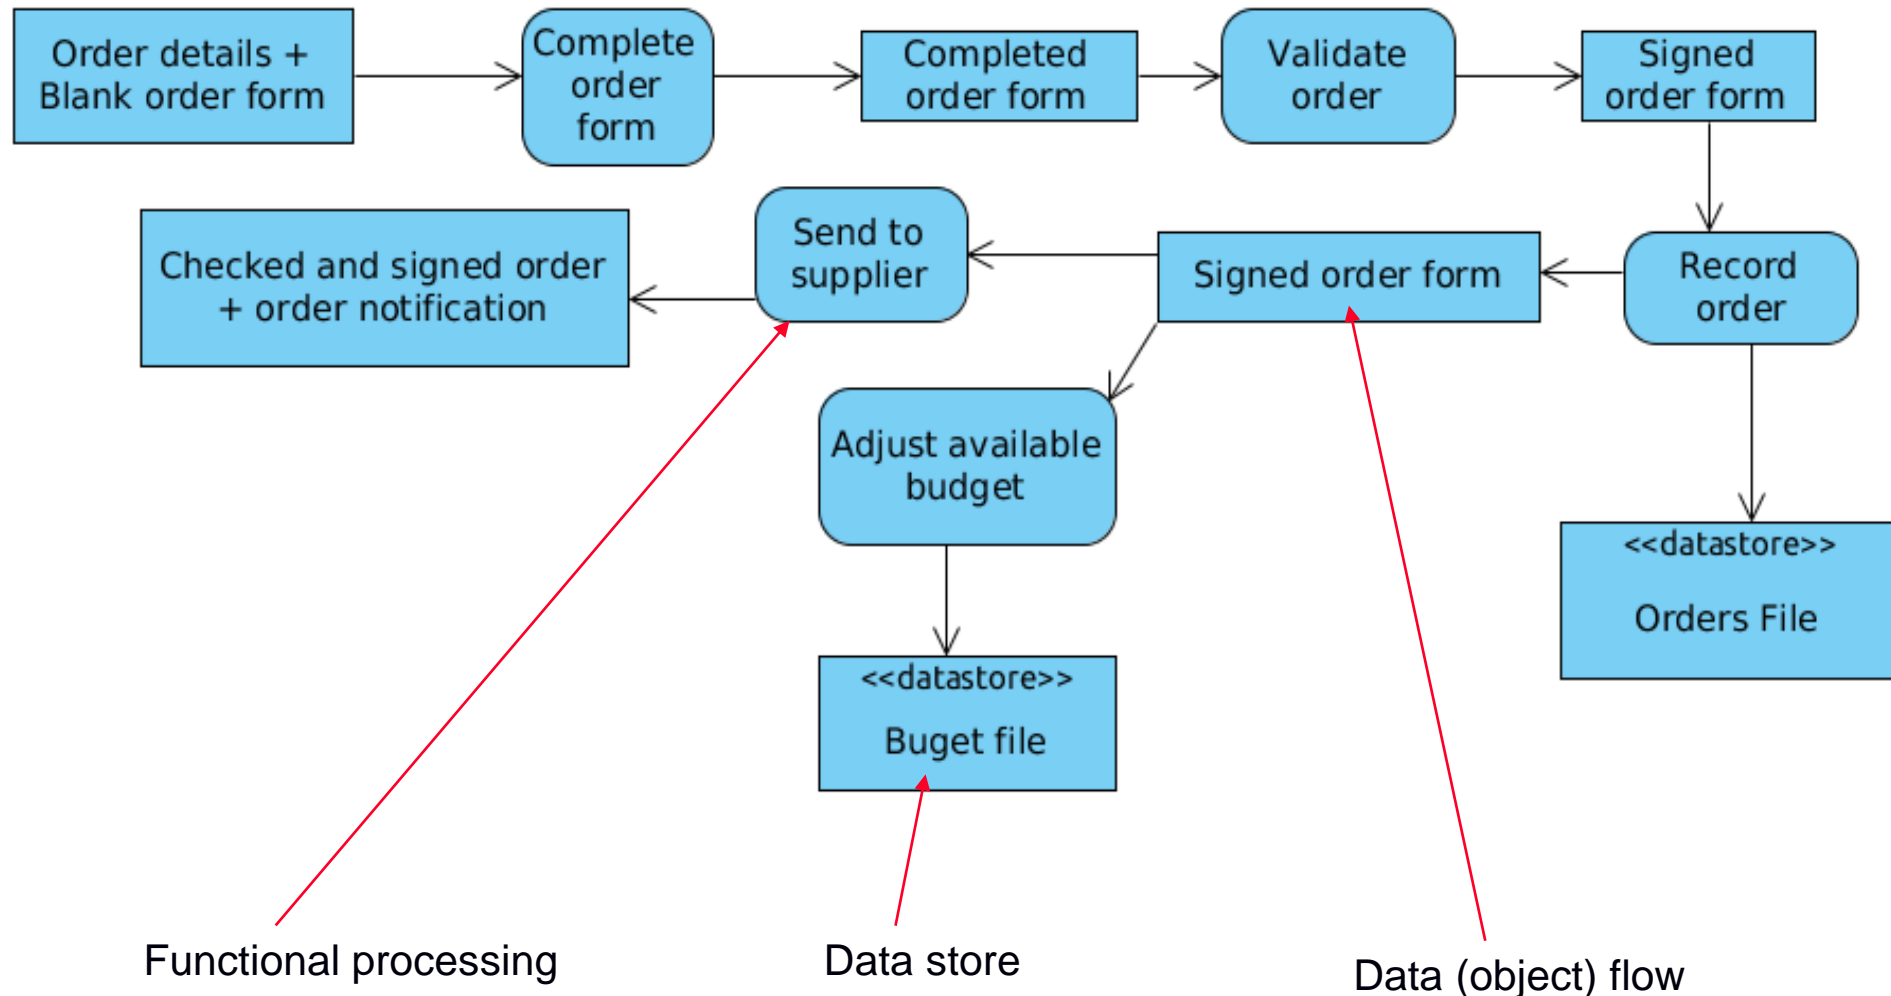 Order details +
Blank order form
Complete
order
form
Completed
order form
Validate
order
Signed
order form
Checked and signed order
+ order notification
Send to
supplier
Signed order form
Record
order
Adjust available
budget
<<datastore>>
Orders File
<<datastore>>
Buget file
Functional processing
Data store
Data (object) flow